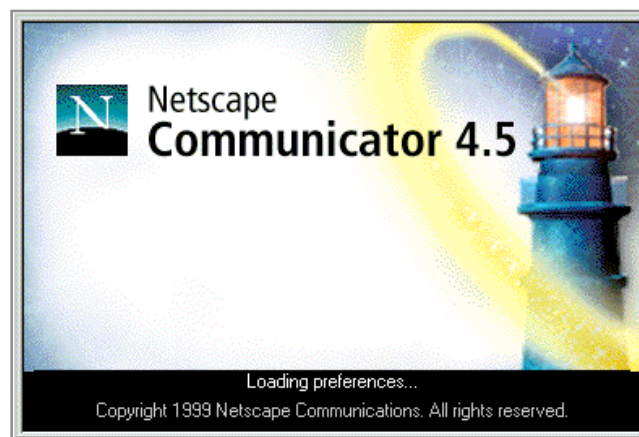 N
Netscape
Communicator 4.5
Loading preferences...
Copyright 1999 Netscape Communications. All rights reserved.